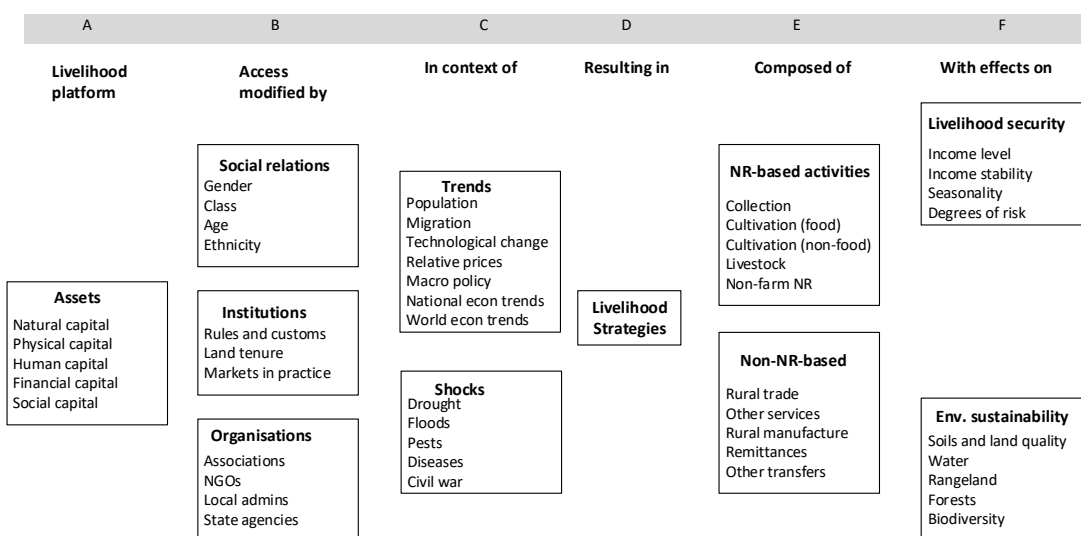 A
B
C
D
E
F
Livelihood
platform
Access
modified by
In context of
Resulting in
Composed of
With effects on
Assets
Natural capital
Physical capital
Human capital
Financial capital
Social capital
Social relations
Gender
Class
Age
Ethnicity
Institutions
Rules and customs
Land tenure
Markets in practice
Organisations
Associations
NGOs
Local admins
State agencies
Trends
Population
Migration
Technological change
Relative prices
Macro policy
National econ trends
World econ trends
Shocks
Drought
Floods
Pests
Diseases
Civil war
Livelihood
Strategies
NR-based activities
Collection
Cultivation (food)
Cultivation (non-food)
Livestock
Non-farm NR
Non-NR-based
Rural trade
Other services
Rural manufacture
Remittances
Other transfers
Livelihood security
Income level
Income stability
Seasonality
Degrees of risk
Env. sustainability
Soils and land quality
Water
Rangeland
Forests
Biodiversity